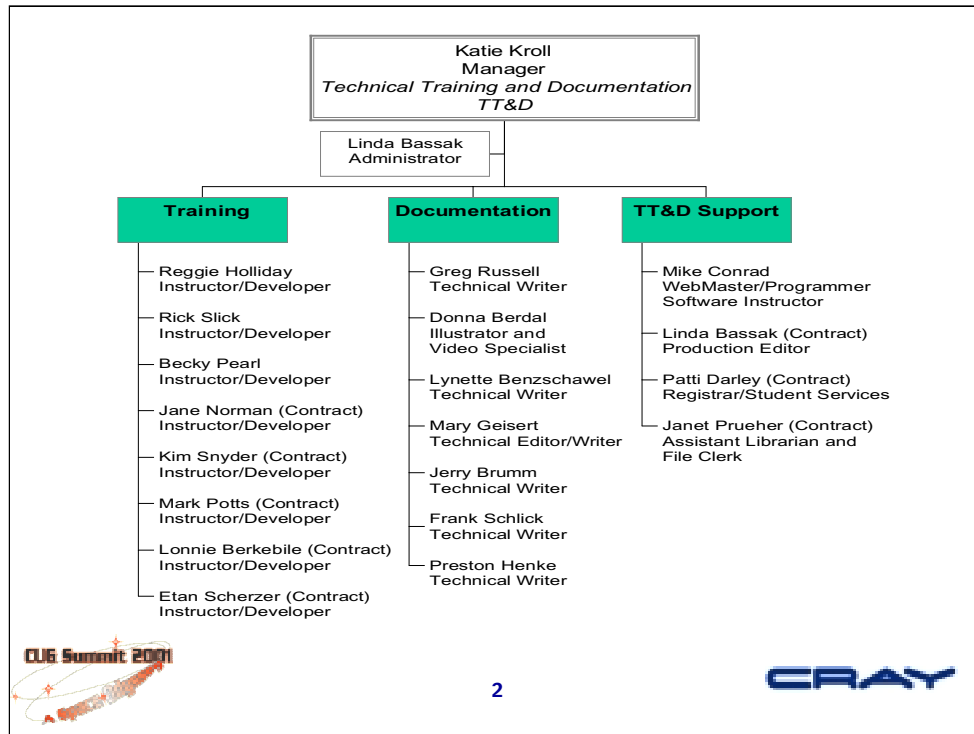 Katie Kroll
Manager
Technical Training and Documentation
TT&D
Linda Bassak
Administrator
Training
Reggie Holliday
Instructor/Developer
Rick Slick
Instructor/Developer
Becky Pearl
Instructor/Developer
Jane Norman (Contract)
Instructor/Developer
Kim Snyder (Contract)
Instructor/Developer
Mark Potts (Contract)
Instructor/Developer
Lonnie Berkebile (Contract)
Instructor/Developer
Etan Scherzer (Contract)
Instructor/Developer
Documentation
Greg Russell
Technical Writer
Donna Berdal
Illustrator and
Video Specialist
Lynette Benzschawel
Technical Writer
Mary Geisert
Technical Editor/Writer
Jerry Brumm
Technical Writer
Frank Schlick
Technical Writer
Preston Henke
Technical Writer
TT&D Support
Mike Conrad
WebMaster/Programmer
Software Instructor
Linda Bassak (Contract)
Production Editor
Patti Darley (Contract)
Registrar/Student Services
Janet Prueher (Contract)
Assistant Librarian and
File Clerk
CUG Summit 2001
2
CRAY